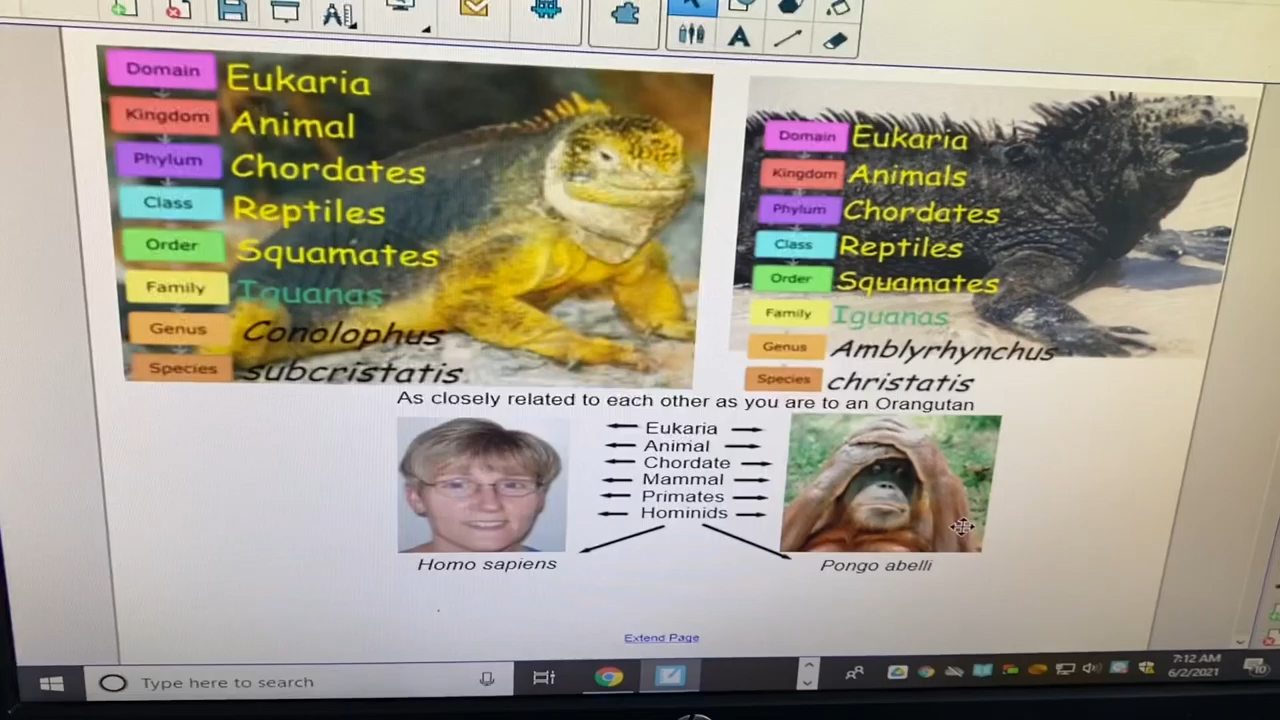 Domain Eukaria
Kingdom Animal
Phylum Chordates
Class Reptiles
Order Squamates
Family Iguanas
Genus Conolophus
Species subcristatis
Domain Eukaria
Kingdom Animals
Phylum Chordates
Class Reptiles
Order Squamates
Family Iguanas
Genus Amblyrhynchus
Species christatis
As closely related to each other as you are to an Orangutan
Eukaria
Animal
Chordate
Mammal
Primates
Hominids
Homo sapiens
Pongo abelli
Extend Page
Type here to search
7:12 AM
6/2/2021
10